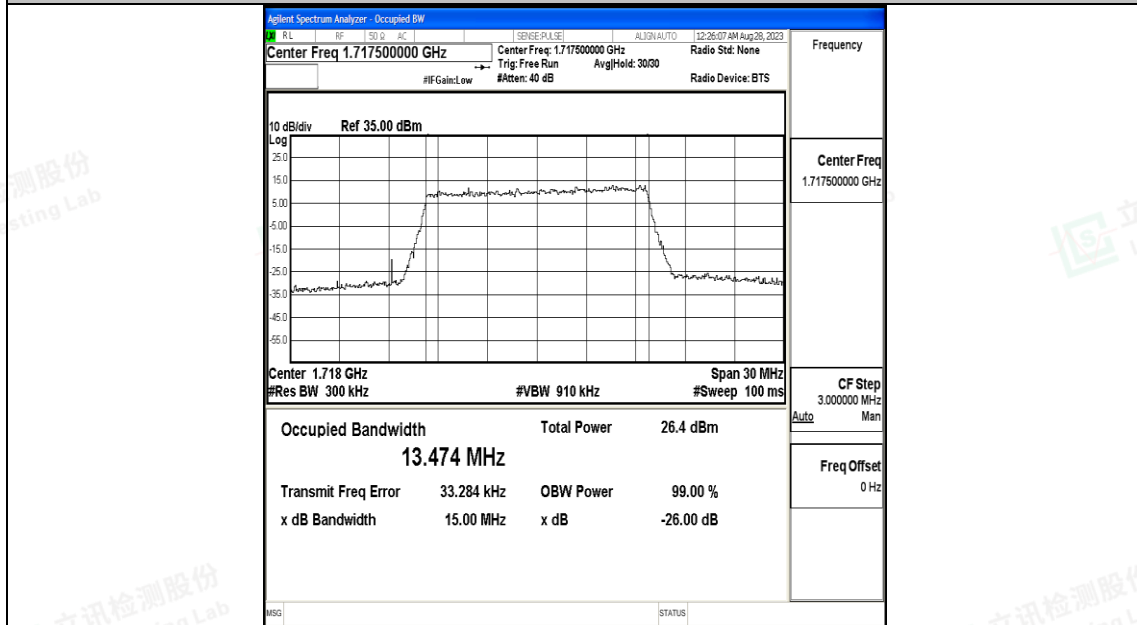 Agilent Spectrum Analyzer - Occupied BW
RL RF 50 Ω AC SENSE:PULSE ALIGN AUTO 12:26:07 AM Aug 28, 2023
Center Freq 1.717500000 GHz
Center Freq: 1.717500000 GHz Radio Std: None
Trig: Free Run Avg|Hold: 30/30
#IFGain:Low #Atten: 40 dB Radio Device: BTS
Frequency
10 dB/div Ref 35.00 dBm
Log
25.0
15.0
5.00
-5.00
-15.0
-25.0
-35.0
-45.0
-55.0
Center 1.718 GHz Span 30 MHz
#Res BW 300 kHz #VBW 910 kHz #Sweep 100 ms
Center Freq
1.717500000 GHz
CF Step
3.000000 MHz
Auto Man
Freq Offset
0 Hz
Occupied Bandwidth Total Power 26.4 dBm
13.474 MHz
Transmit Freq Error 33.284 kHz OBW Power 99.00 %
x dB Bandwidth 15.00 MHz x dB -26.00 dB
MSG STATUS
检测股份
esting Lab
立讯检测股份
ng Lab
立讯检测股份